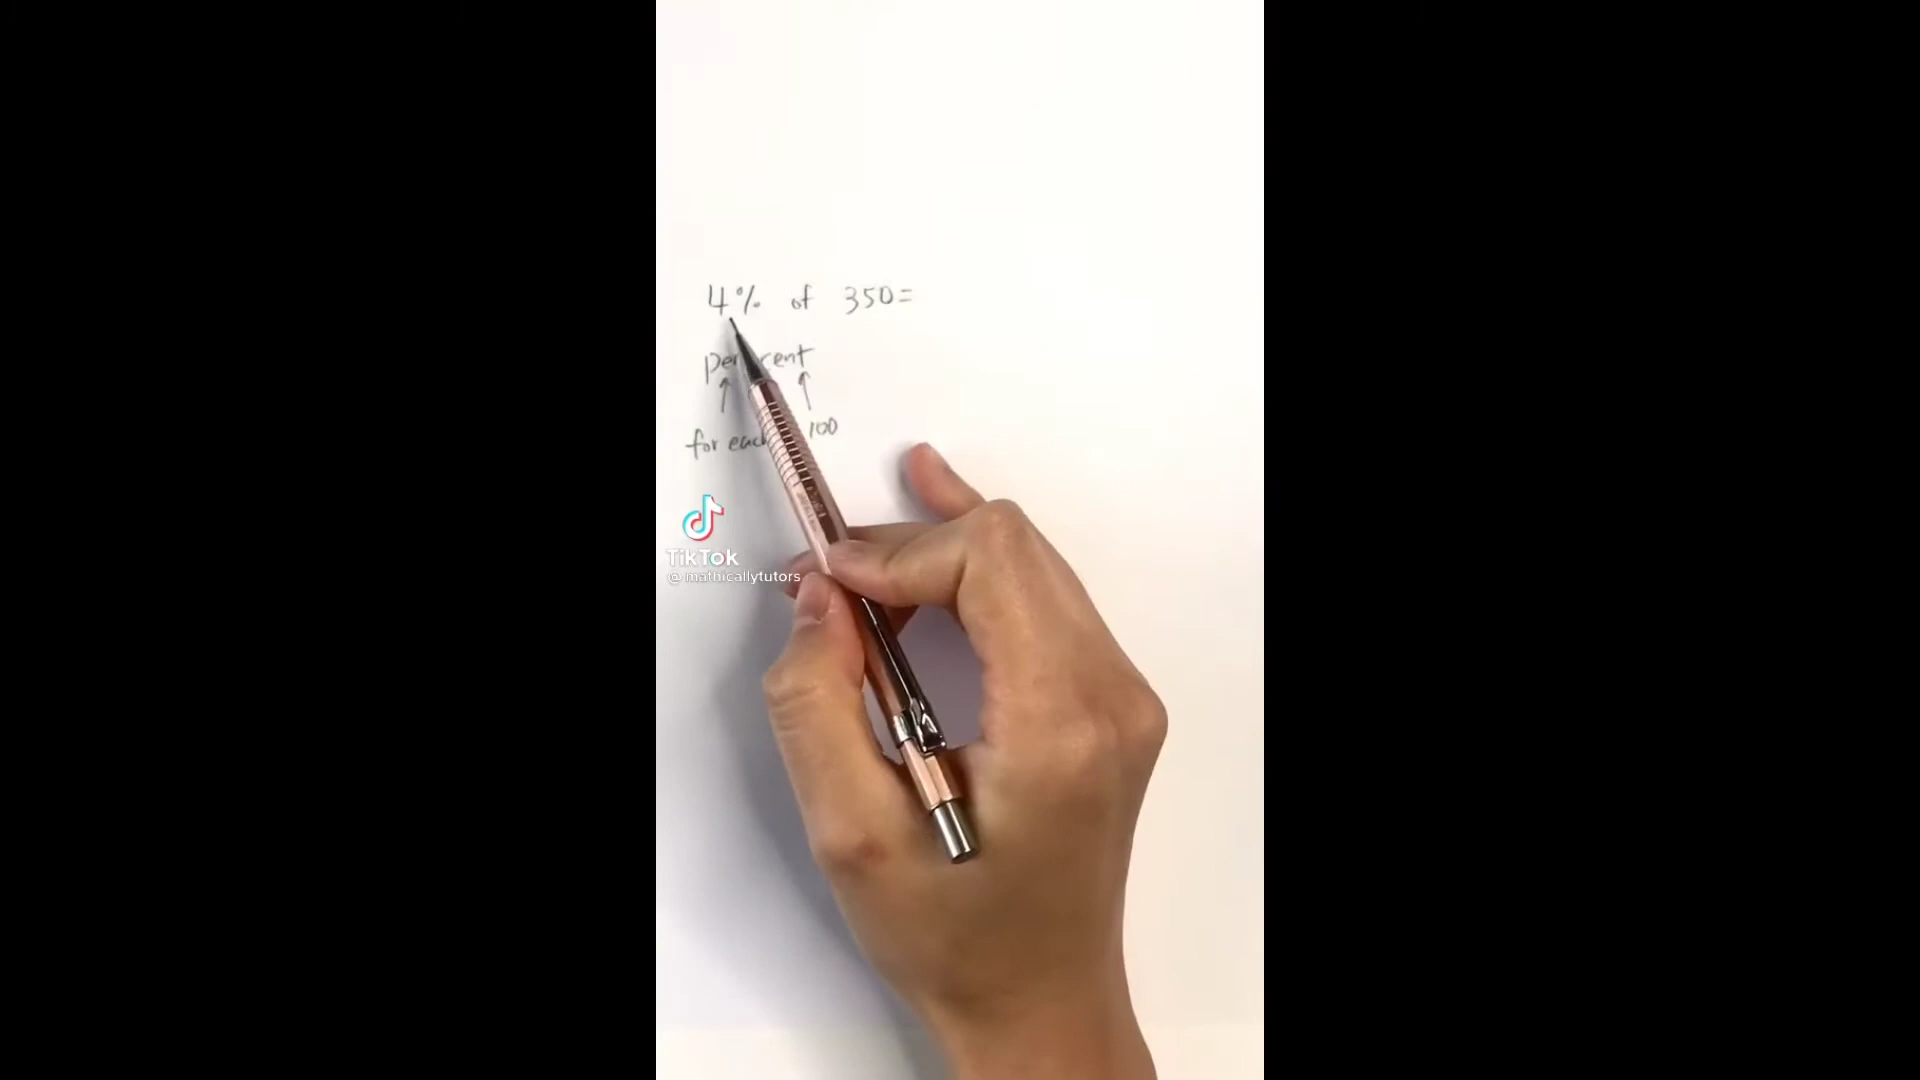 4% of 350=
per cent
for each 100
TikTok
@ mathicallytutors